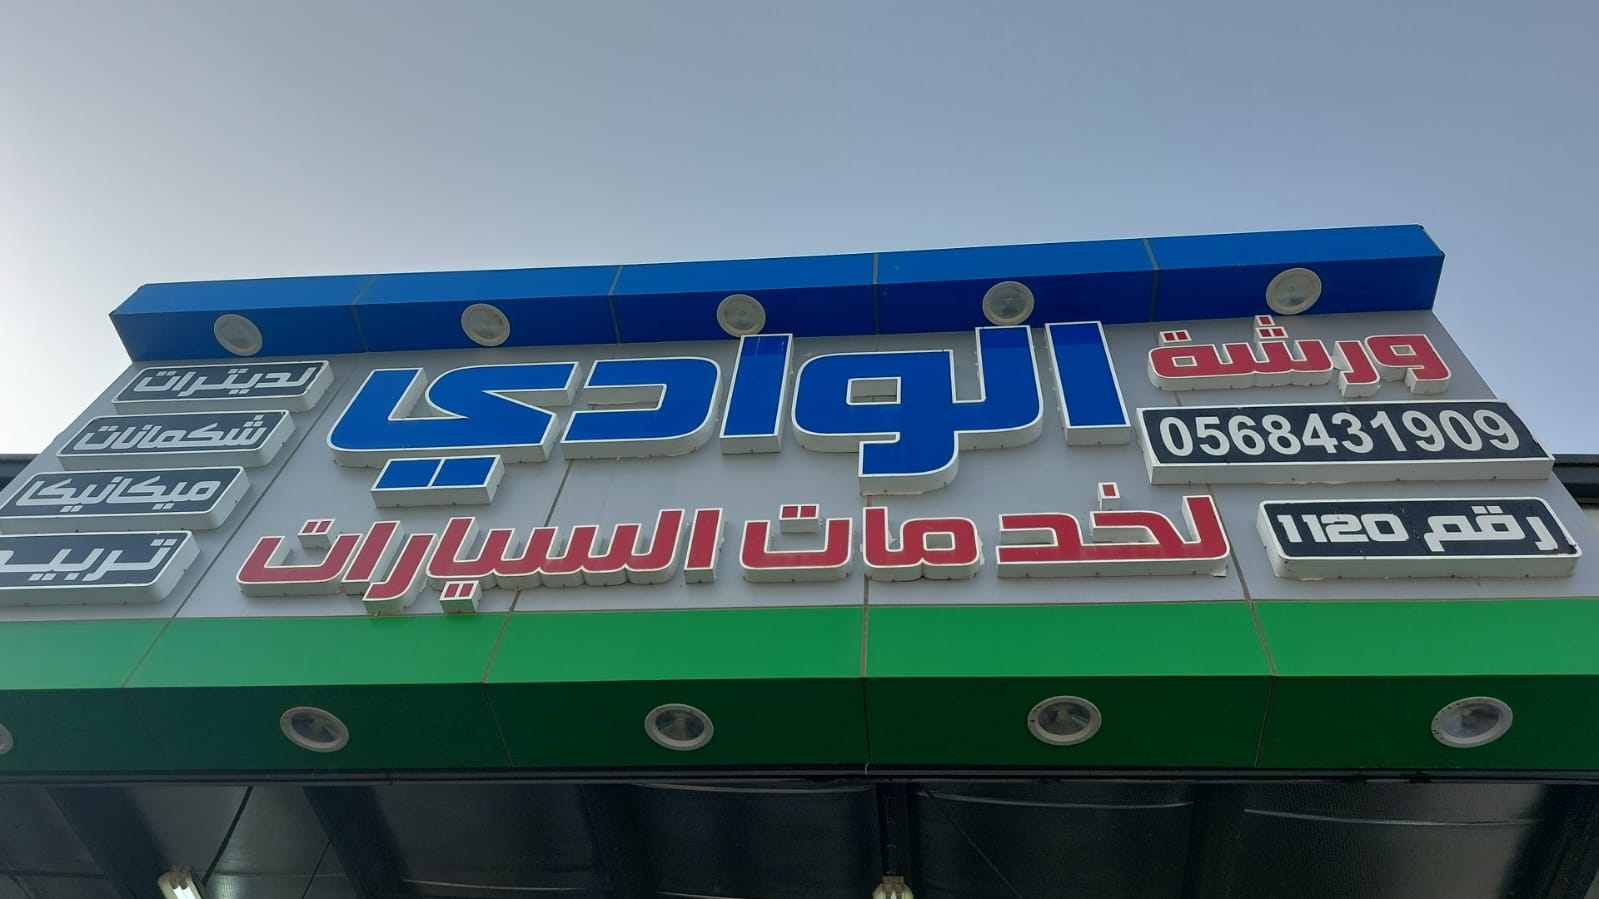 ورشة
الوادي
لخدمات السيارات
0568431909
رقم 1120
لديترات
شكمانات
ميكانيكا